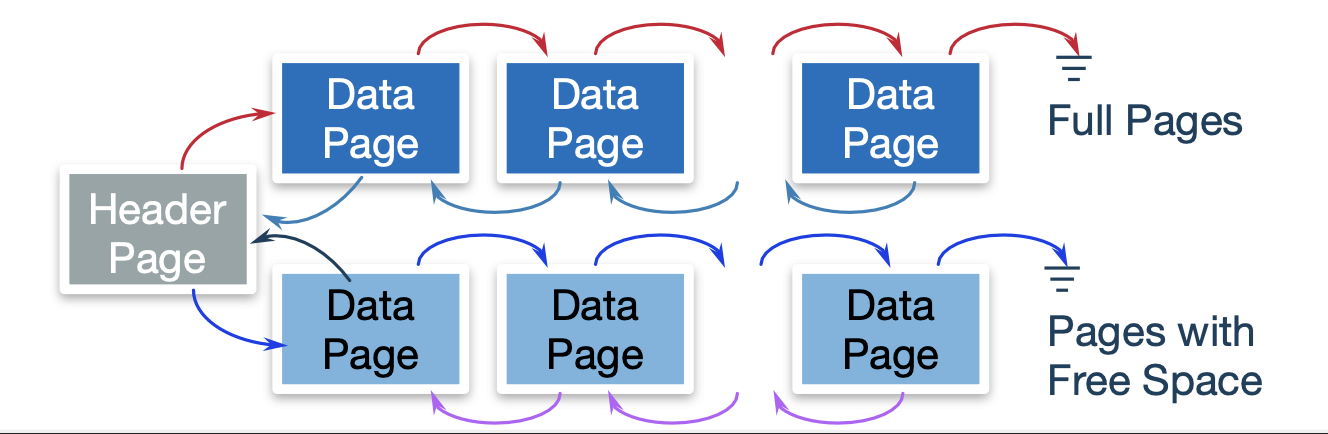 Data
Page
Data
Page
Data
Page
Full Pages
Header
Page
Data
Page
Data
Page
Data
Page
Pages with
Free Space